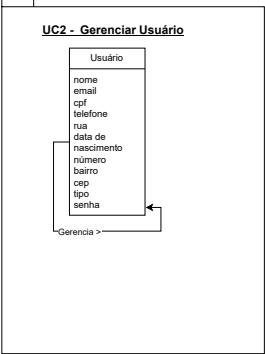 UC2 - Gerenciar Usuário
Usuário
nome
email
cpf
telefone
rua
data de
nascimento
número
bairro
cep
tipo
senha
Gerencia >